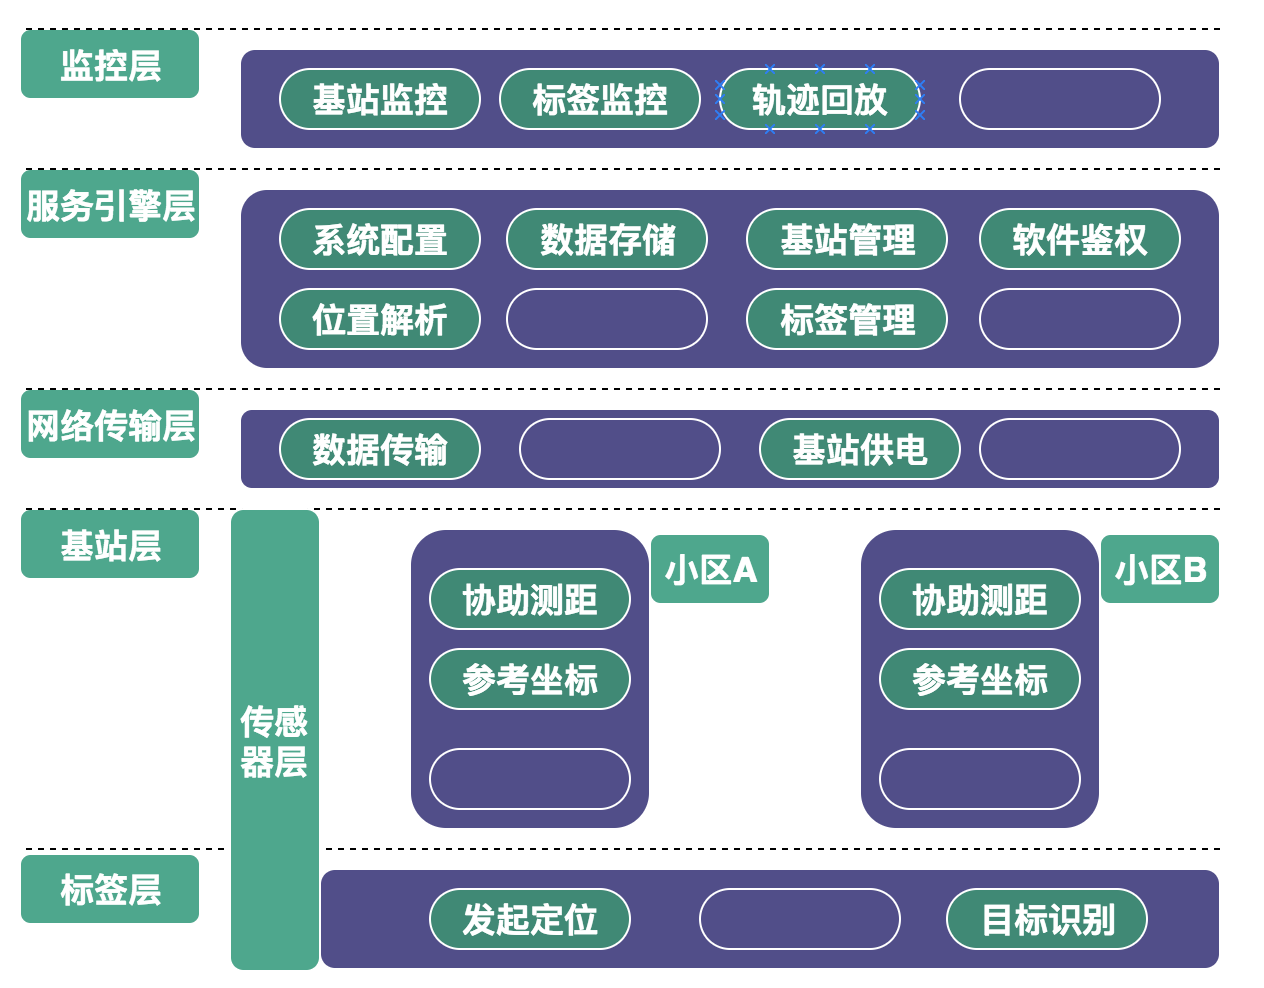 监控层
基站监控
标签监控
轨迹回放
服务引擎层
系统配置
数据存储
基站管理
软件鉴权
位置解析
标签管理
网络传输层
数据传输
基站供电
基站层
传感
器层
小区A
协助测距
参考坐标
小区B
协助测距
参考坐标
标签层
发起定位
目标识别